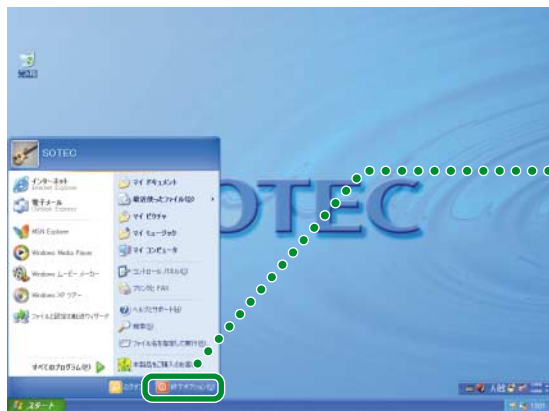 ごみ箱
SOTEC
SOTEC
インターネット
Internet Explorer
電子メール
Outlook Express
MSN Explorer
Windows Media Player
Windows ムービー メーカー
Windows XP ツアー
ファイルと設定の転送ウィザード
すべてのプログラム(P)
マイ ドキュメント
最近使ったファイル(D)
マイ ピクチャ
マイ ミュージック
マイ コンピュータ
コントロール パネル(C)
プリンタと FAX
ヘルプとサポート(H)
検索(S)
ファイル名を指定して実行(R)
本製品をご購入のお客
ログオフ
終了オプション(U)
スタート